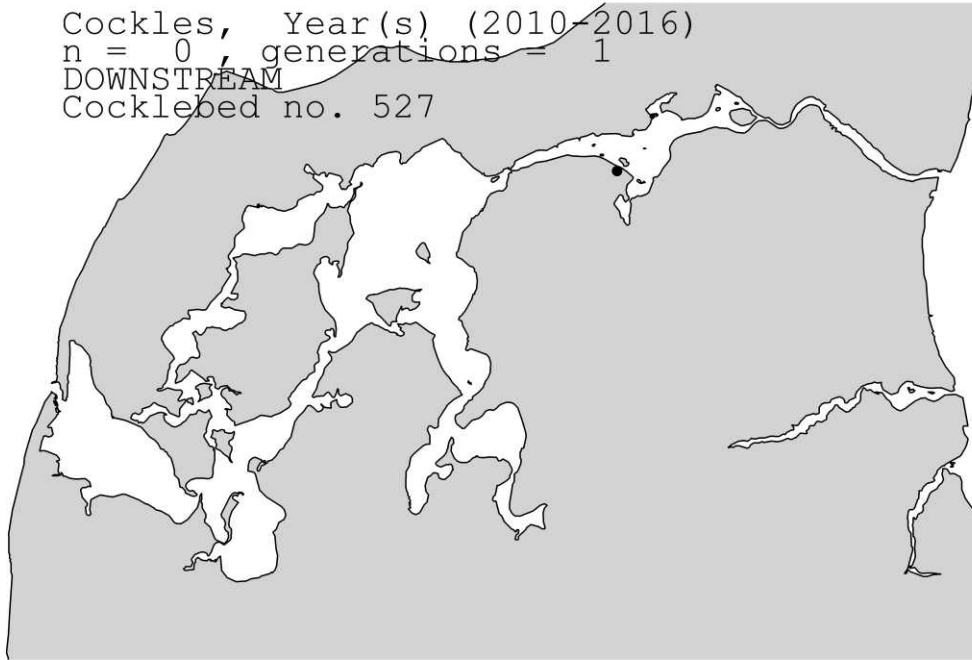 Cockles, Year(s) (2010-2016)
n = 0 , generations = 1
DOWNSTREAM
Cocklebed no. 527